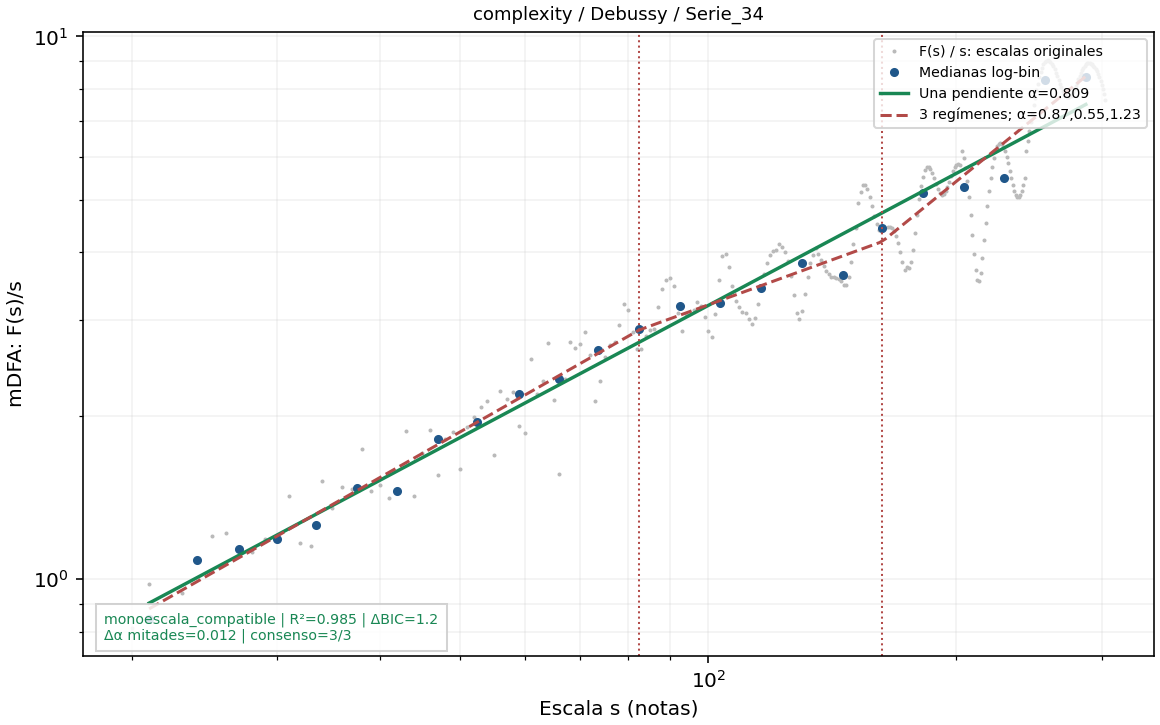 complexity / Debussy / Serie_34
10¹
F(s) / s: escalas originales
Medianas log-bin
Una pendiente α=0.809
3 regímenes; α=0.87,0.55,1.23
mDFA: F(s)/s
10⁰
monoescala_compatible | R²=0.985 | ΔBIC=1.2
Δα mitades=0.012 | consenso=3/3
10²
Escala s (notas)